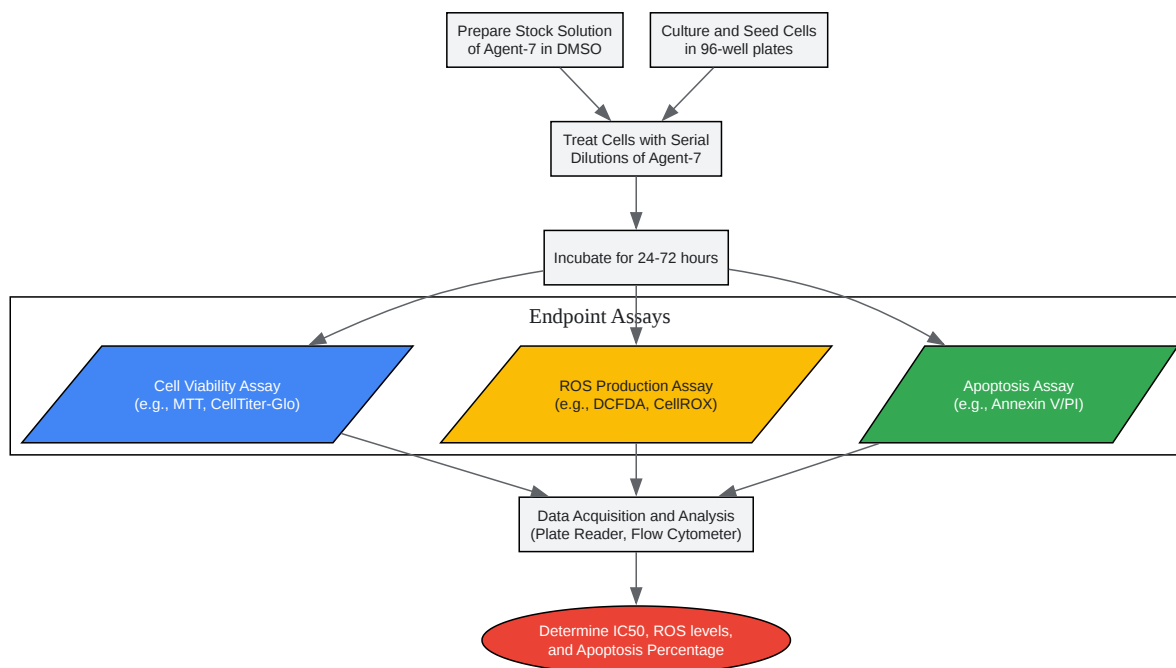 Prepare Stock Solution
of Agent-7 in DMSO
Culture and Seed Cells
in 96-well plates
Treat Cells with Serial
Dilutions of Agent-7
Incubate for 24-72 hours
Endpoint Assays
Cell Viability Assay
(e.g., MTT, CellTiter-Glo)
ROS Production Assay
(e.g., DCFDA, CellROX)
Apoptosis Assay
(e.g., Annexin V/PI)
Data Acquisition and Analysis
(Plate Reader, Flow Cytometer)
Determine IC50, ROS levels,
and Apoptosis Percentage